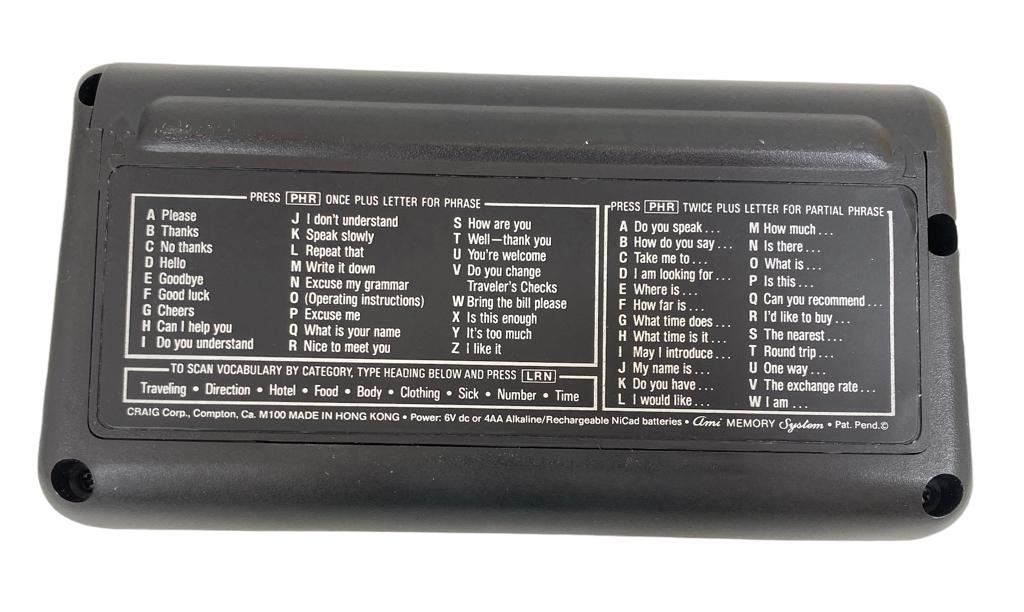 PRESS PHR ONCE PLUS LETTER FOR PHRASE
A Please
B Thanks
C No thanks
D Hello
E Goodbye
F Good luck
G Cheers
H Can I help you
I Do you understand
J I don't understand
K Speak slowly
L Repeat that
M Write it down
N Excuse my grammar
O (Operating instructions)
P Excuse me
Q What is your name
R Nice to meet you
S How are you
T Well—thank you
U You're welcome
V Do you change
Traveler's Checks
W Bring the bill please
X Is this enough
Y It's too much
Z I like it
PRESS PHR TWICE PLUS LETTER FOR PARTIAL PHRASE
A Do you speak...
B How do you say...
C Take me to...
D I am looking for...
E Where is...
F How far is...
G What time does...
H What time is it...
I May I introduce...
J My name is...
K Do you have...
L I would like...
M How much...
N Is there...
O What is...
P Is this...
Q Can you recommend...
R I'd like to buy...
S The nearest...
T Round trip...
U One way...
V The exchange rate...
W I am...
TO SCAN VOCABULARY BY CATEGORY, TYPE HEADING BELOW AND PRESS LRN
Traveling • Direction • Hotel • Food • Body • Clothing • Sick • Number • Time
CRAIG Corp., Compton, Ca. M100 MADE IN HONG KONG • Power: 6V dc or 4AA Alkaline/Rechargeable NiCad batteries • Ami MEMORY System • Pat. Pend.©